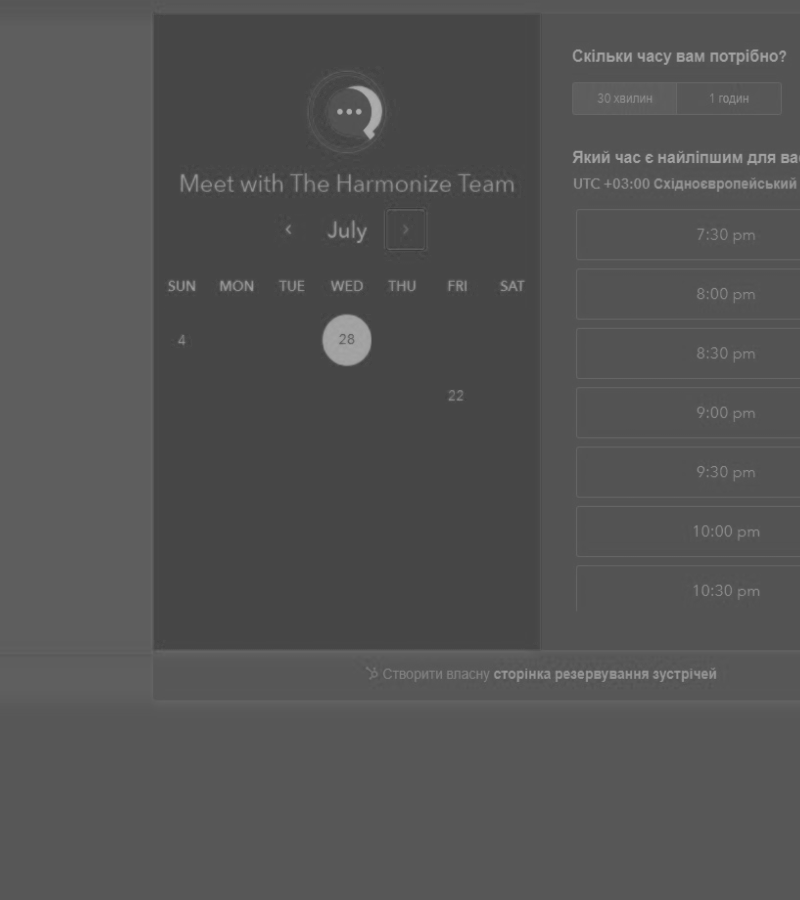 Meet with The Harmonize Team
July
SUN MON TUE WED THU FRI SAT
4 28
22
Скільки часу вам потрібно?
30 хвилин 1 годин
Який час є найліпшим для
UTC +03:00 Східноєвропейський
7:30 pm
8:00 pm
8:30 pm
9:00 pm
9:30 pm
10:00 pm
10:30 pm
Створити власну сторінка резервування зустрічей